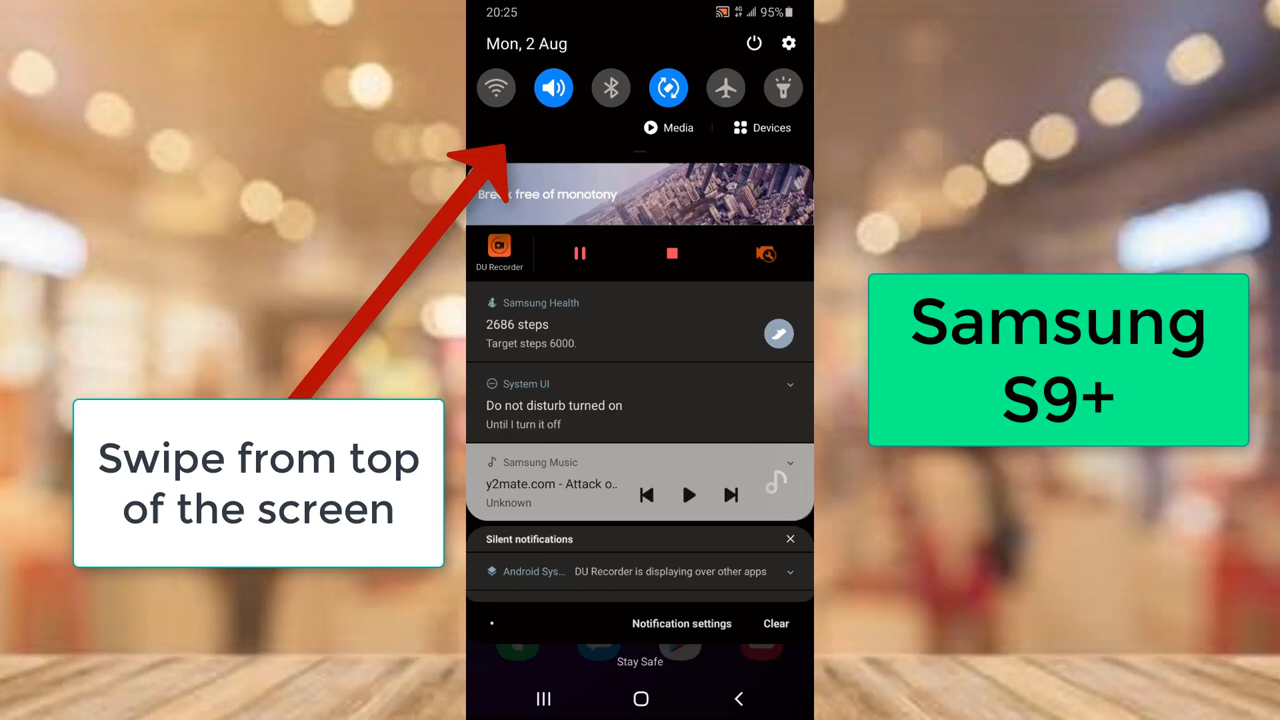 20:25
4G
95%
Mon, 2 Aug
Media
Devices
Break free of monotony
DU Recorder
Samsung Health
2686 steps
Target steps 6000.
System UI
Do not disturb turned on
Until I turn it off
Samsung Music
y2mate.com - Attack o..
Unknown
Silent notifications
Android Sys... DU Recorder is displaying over other apps
Notification settings
Clear
Stay Safe
Swipe from top
of the screen
Samsung
S9+